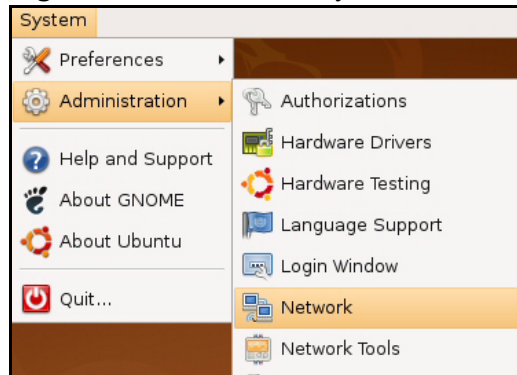 System
Preferences
Administration
Help and Support
About GNOME
About Ubuntu
Quit...
Authorizations
Hardware Drivers
Hardware Testing
Language Support
Login Window
Network
Network Tools